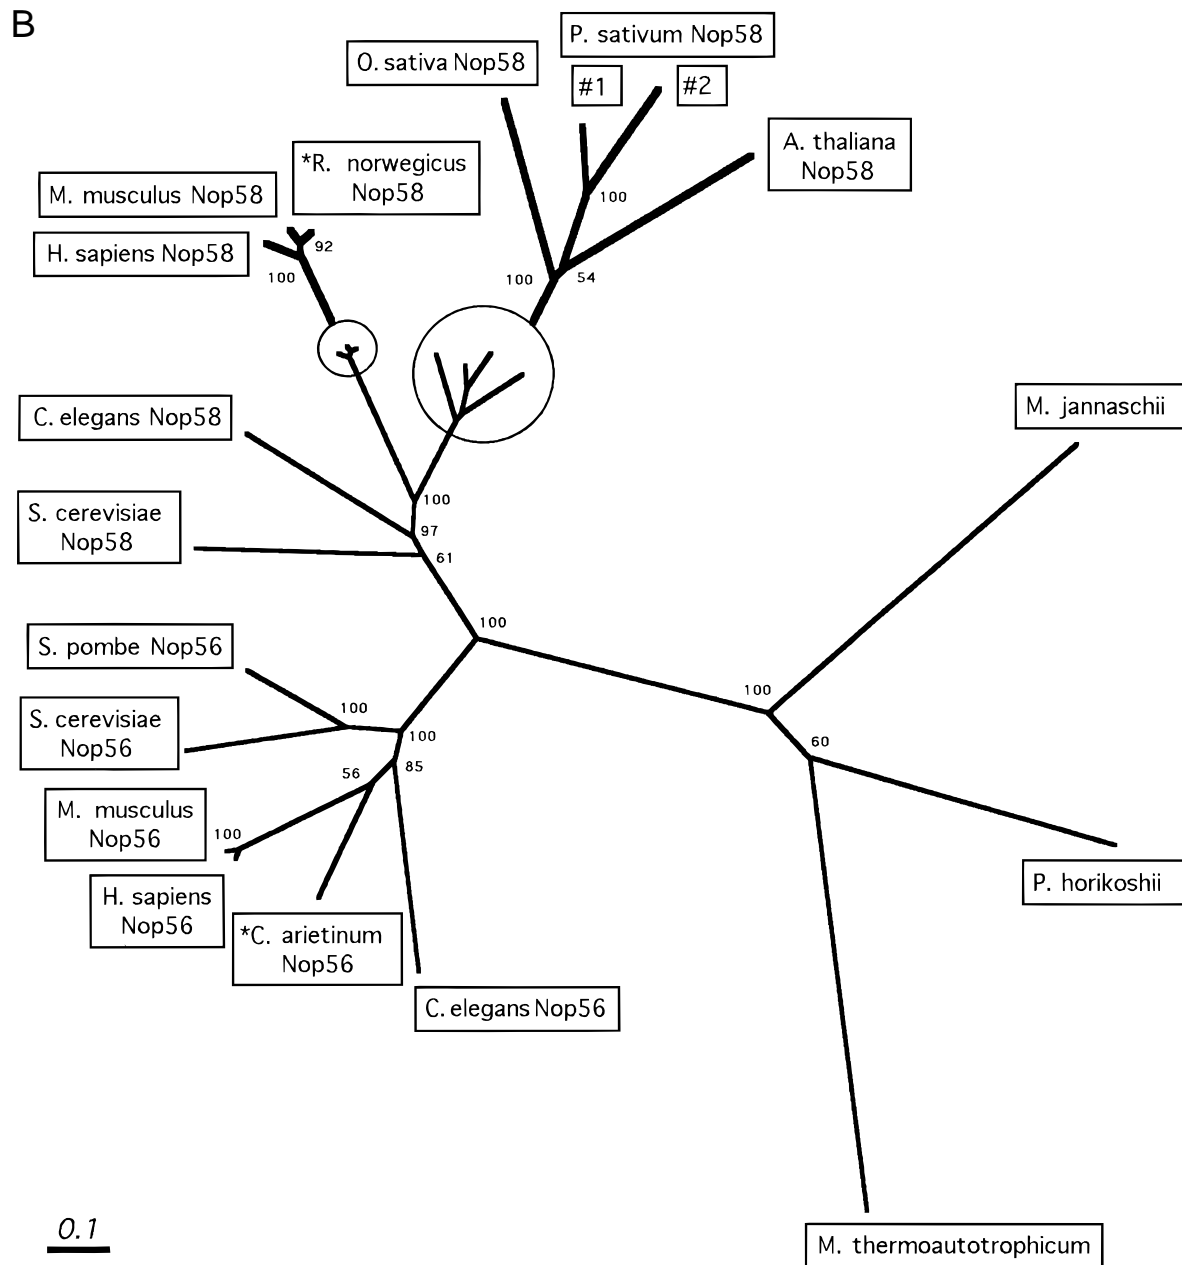 B
P. sativum Nop58
O. sativa Nop58
#1
#2
A. thaliana
Nop58
*R. norwegicus
Nop58
M. musculus Nop58
100
92
H. sapiens Nop58
100
100
54
M. jannaschii
C. elegans Nop58
100
S. cerevisiae
Nop58
97
61
100
S. pombe Nop56
100
100
S. cerevisiae
Nop56
100
60
56
85
M. musculus
Nop56
100
P. horikoshii
H. sapiens
Nop56
*C. arietinum
Nop56
C. elegans Nop56
0.1
M. thermoautotrophicum